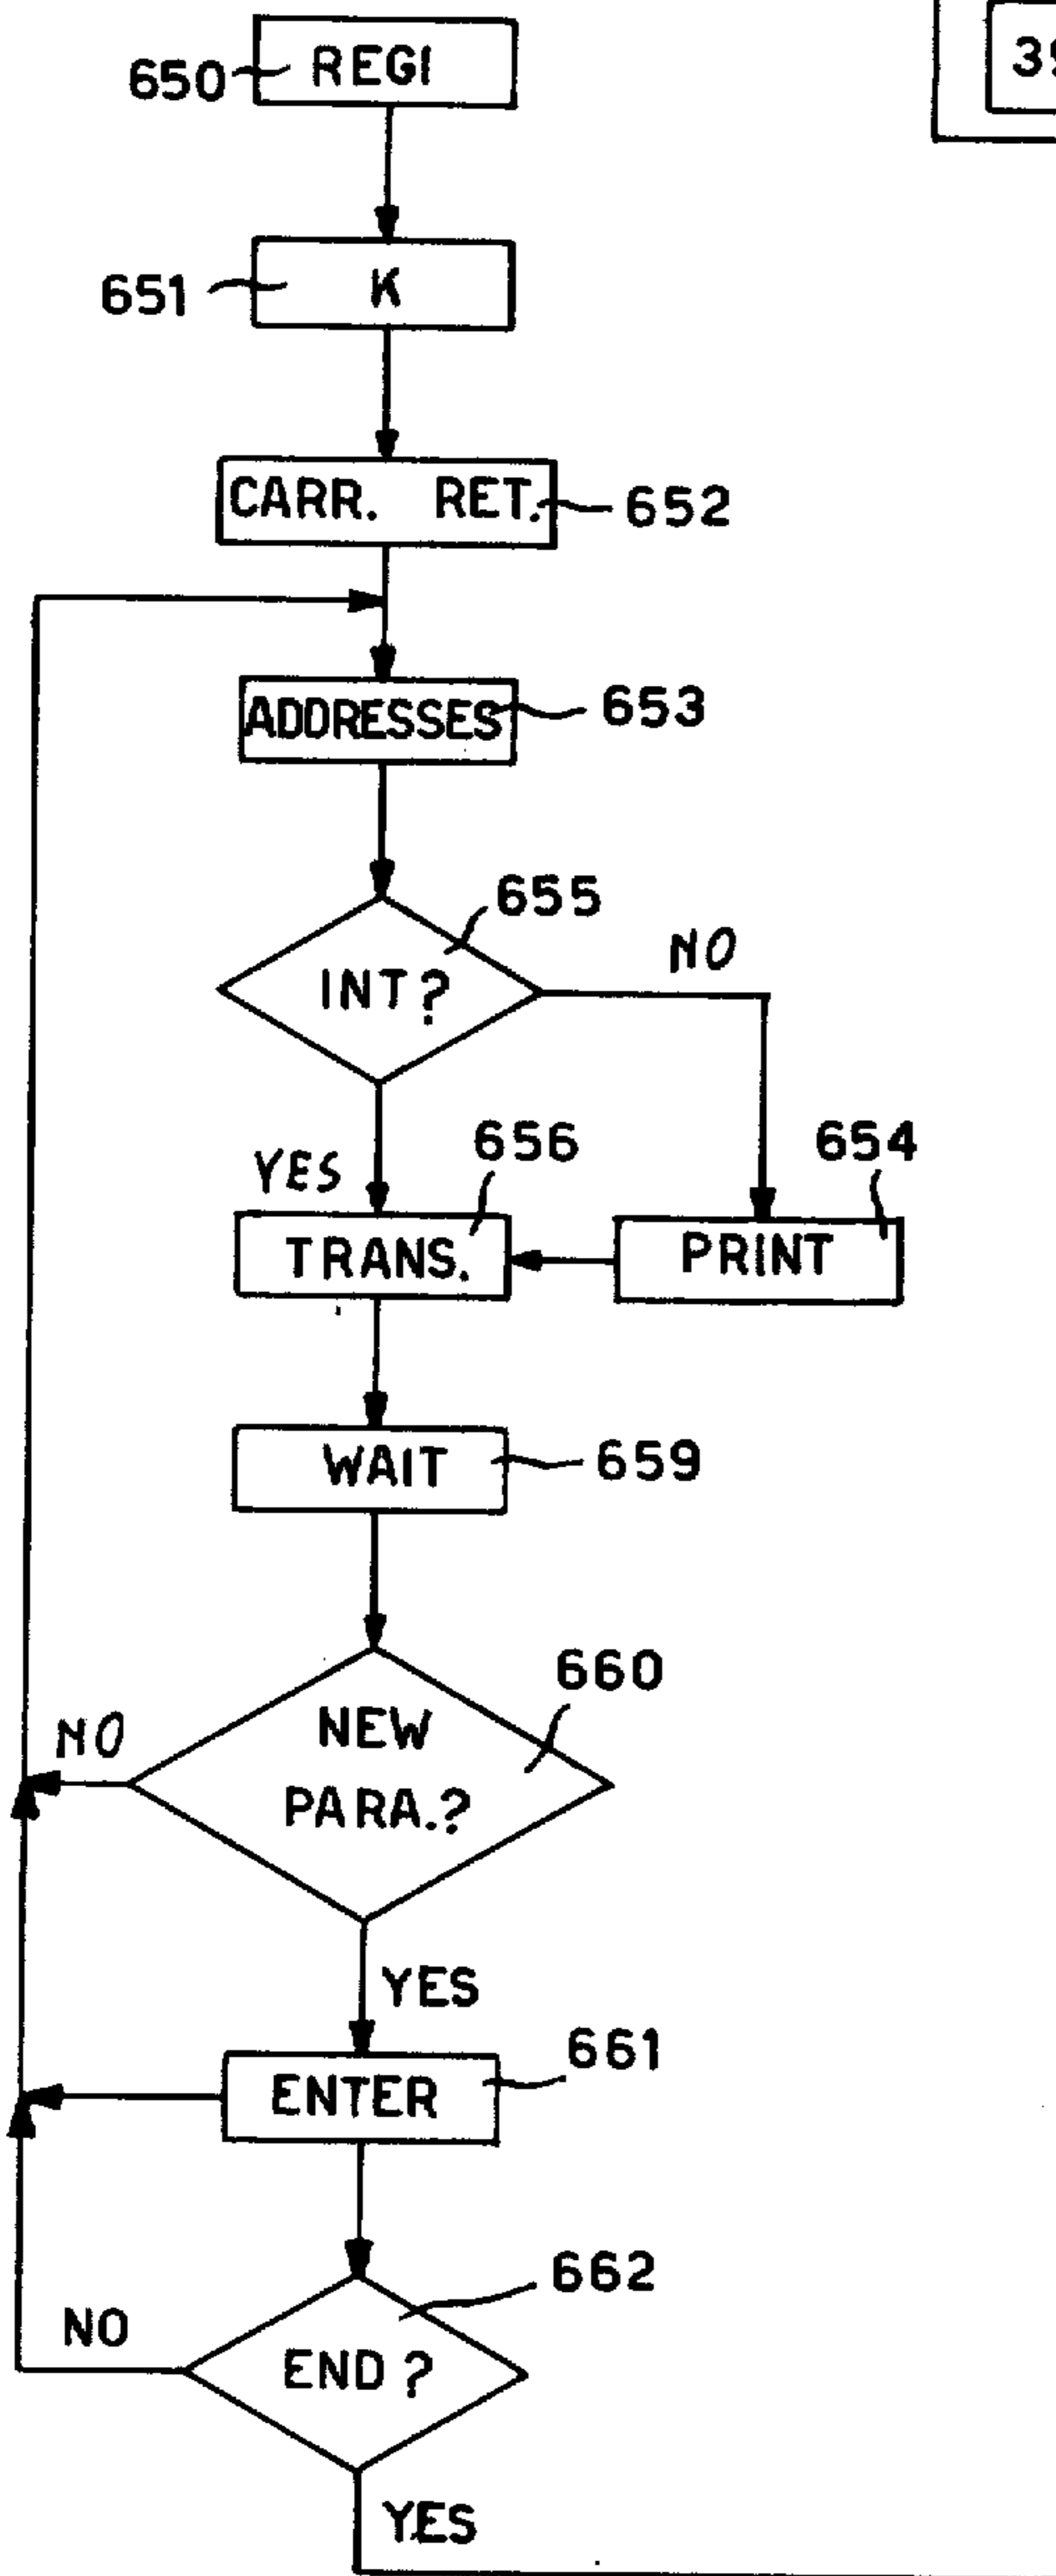 650 REGI
39
651 K
CARR. RET. 652
ADDRESSES 653
655
INT? NO
YES 656 654
TRANS. PRINT
WAIT 659
660
NO NEW
PARA.?
YES
661
ENTER
662
NO
END?
YES